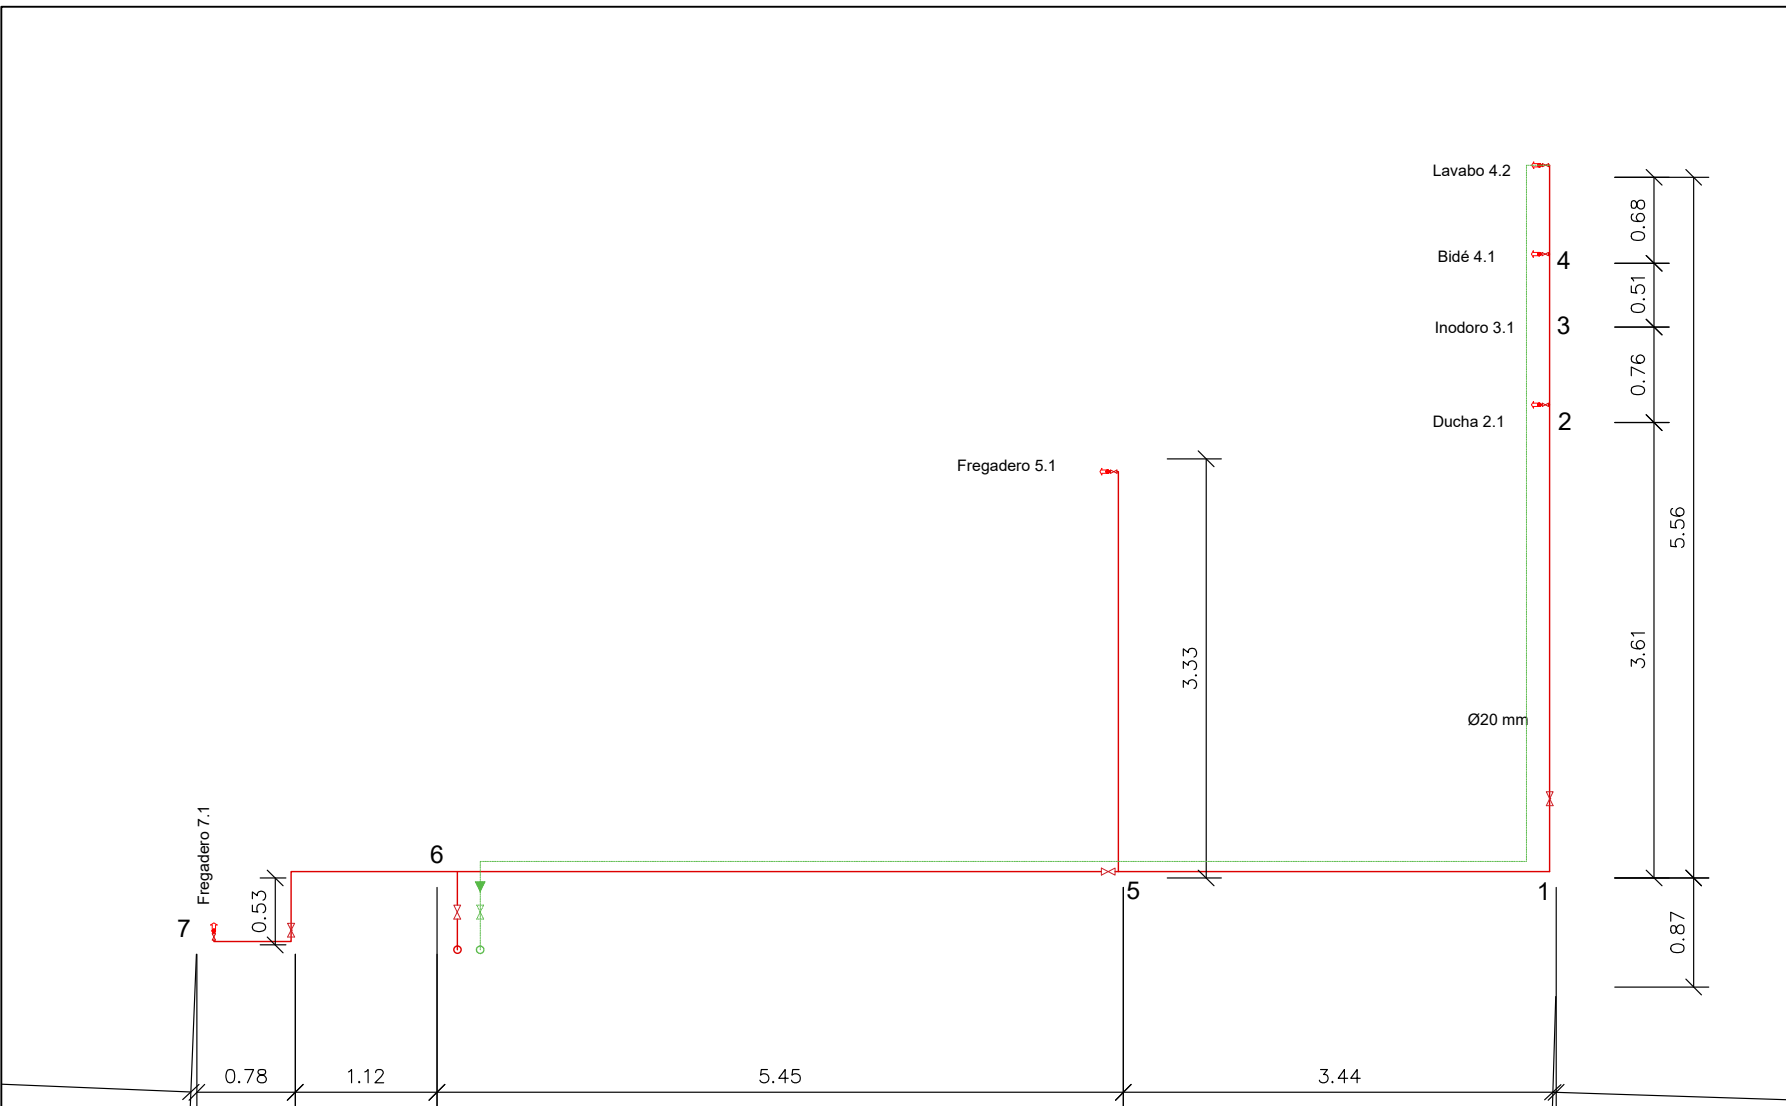 Lavabo 4.2
0.68
Bidé 4.1
4
0.51
Inodoro 3.1
3
0.76
Ducha 2.1
2
Fregadero 5.1
5.56
3.33
3.61
Ø20 mm
Fregadero 7.1
6
5
1
7
0.53
0.87
0.78
1.12
5.45
3.44